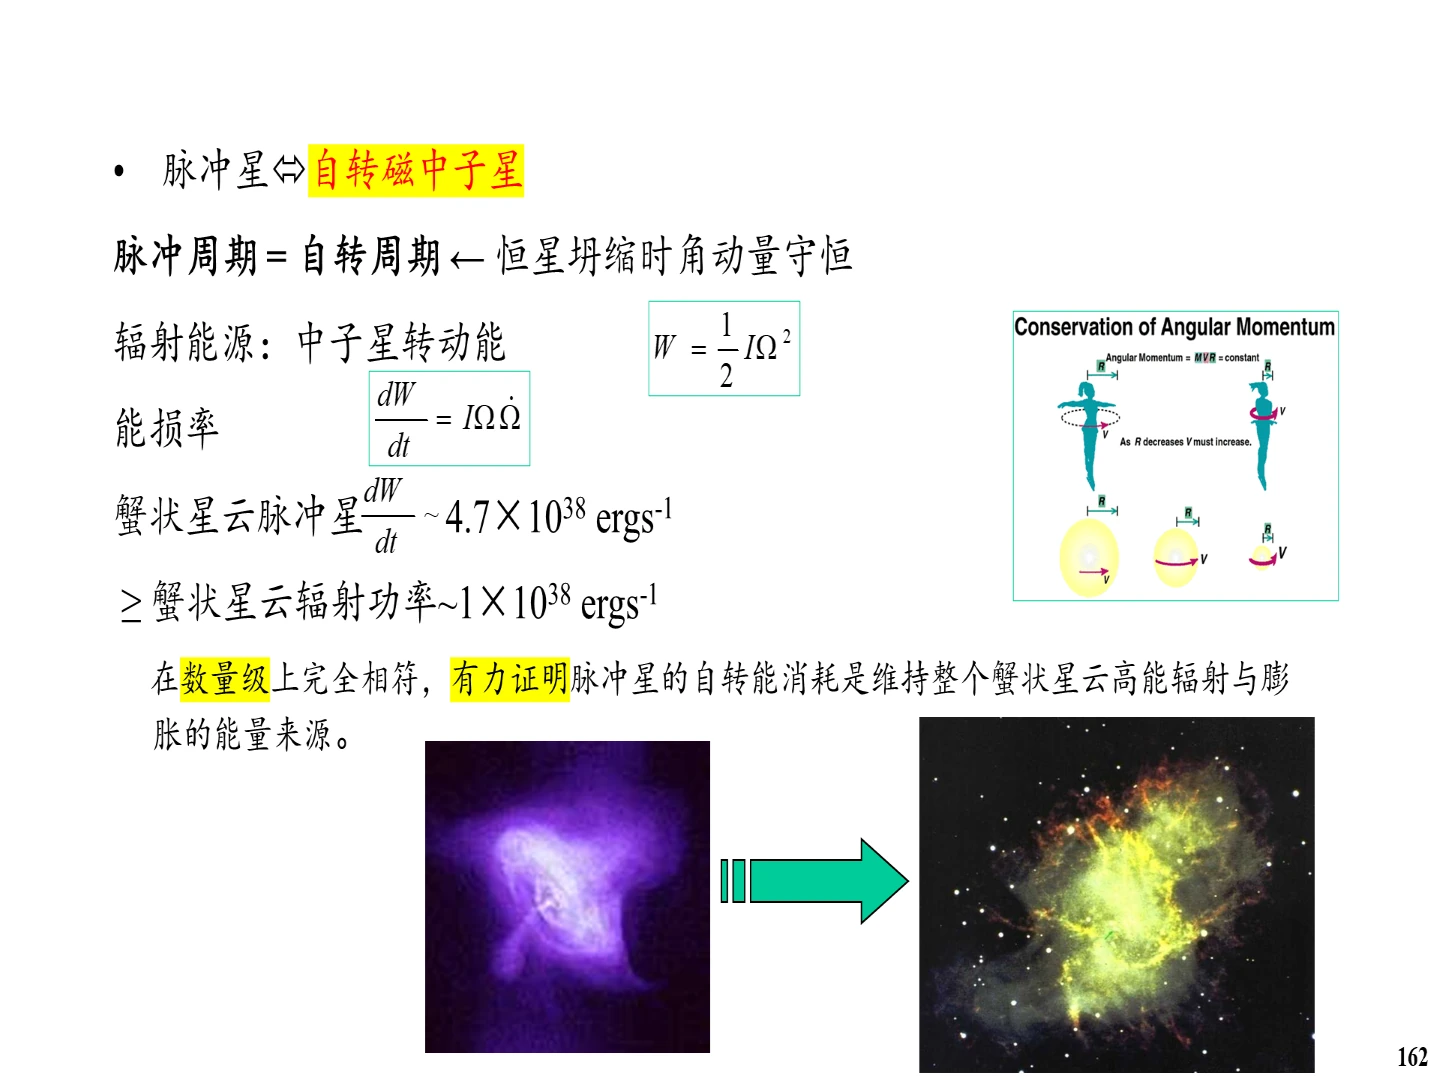 • 脉冲星⬄自转磁中子星
脉冲周期 = 自转周期 ← 恒星坍缩时角动量守恒
辐射能源：中子星转动能
W = 1/2 IΩ²
能损率
dW/dt = IΩΩ̇
蟹状星云脉冲星 dW/dt ~ 4.7×10³⁸ ergs⁻¹
≥ 蟹状星云辐射功率~1×10³⁸ ergs⁻¹
在数量级上完全相符，有力证明脉冲星的自转能消耗是维持整个蟹状星云高能辐射与膨
胀的能量来源。
Conservation of Angular Momentum
Angular Momentum = MVR = constant
R
R
V
V
As R decreases V must increase.
R
R
R
V
V
V
162